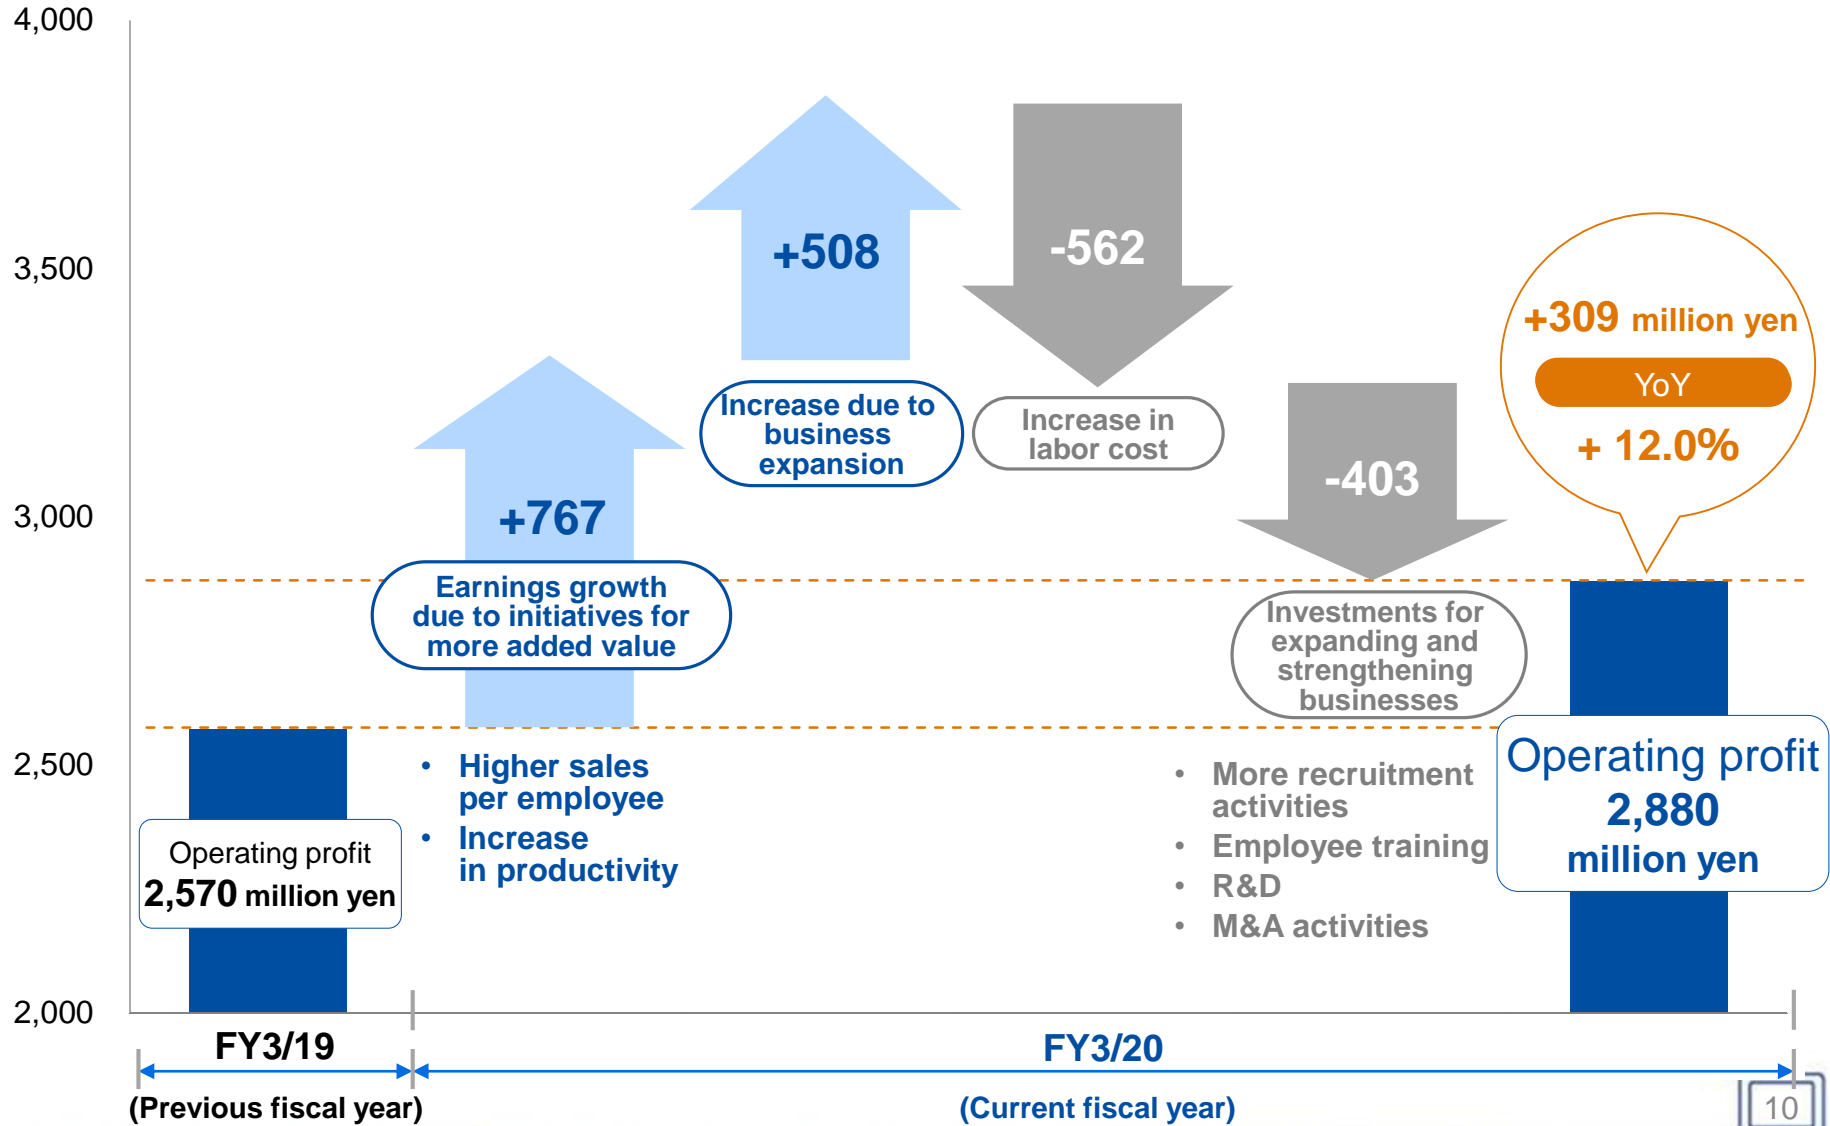 4,000
3,500
3,000
2,500
2,000
+767
Earnings growth
due to initiatives for
more added value
• Higher sales
per employee
• Increase
in productivity
+508
Increase due to
business
expansion
-562
Increase in
labor cost
-403
Investments for
expanding and
strengthening
businesses
• More recruitment
activities
• Employee training
• R&D
• M&A activities
+309 million yen
YoY
+ 12.0%
Operating profit
2,570 million yen
Operating profit
2,880
million yen
FY3/19
(Previous fiscal year)
FY3/20
(Current fiscal year)
10